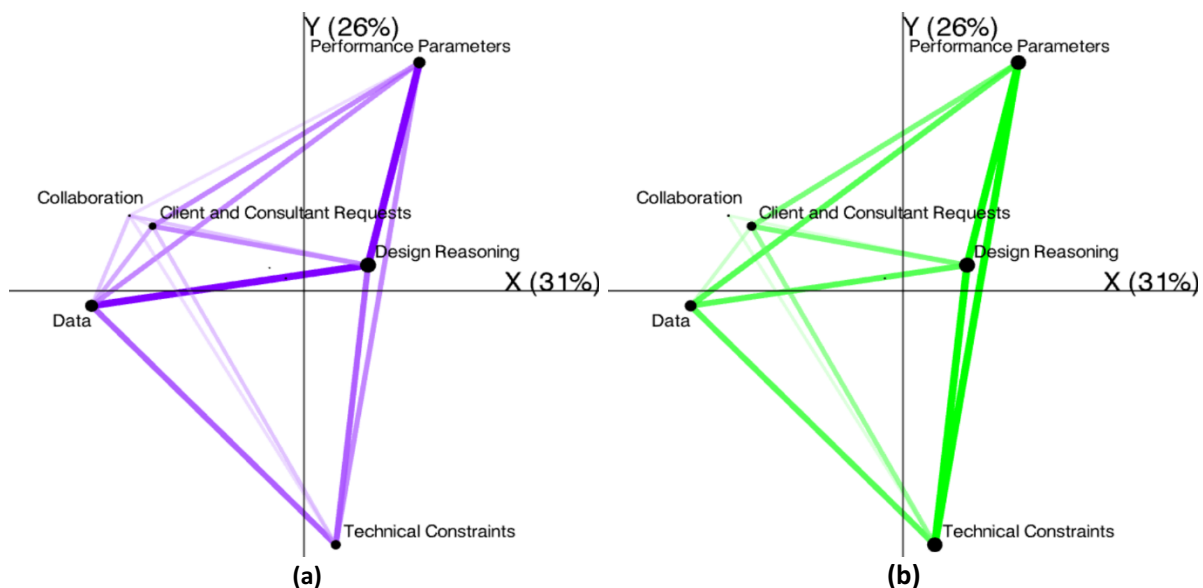 Y (26%)
Performance Parameters
Collaboration
Client and Consultant Requests
Design Reasoning
X (31%)
Data
Technical Constraints
(a)
Y (26%)
Performance Parameters
Collaboration
Client and Consultant Requests
Design Reasoning
X (31%)
Data
Technical Constraints
(b)